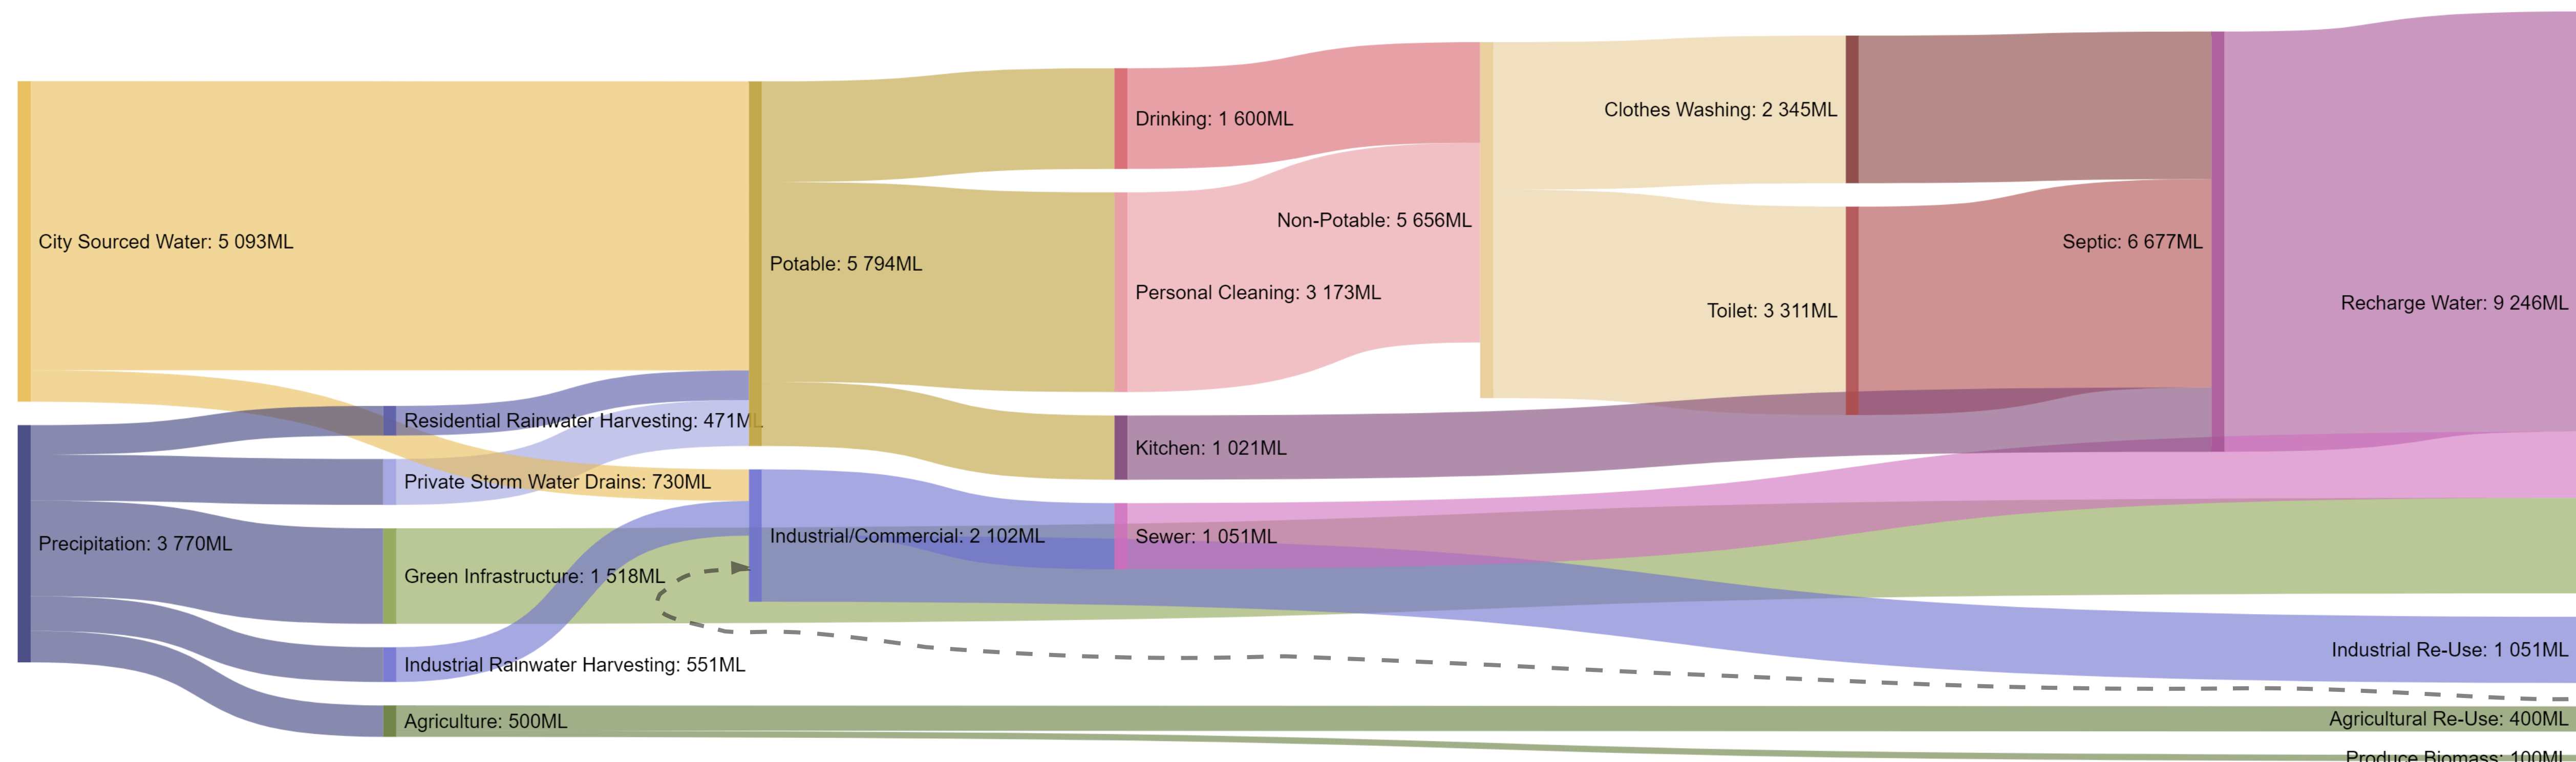 City Sourced Water: 5 093ML
Precipitation: 3 770ML
Residential Rainwater Harvesting: 471ML
Private Storm Water Drains: 730ML
Green Infrastructure: 1 518ML
Industrial Rainwater Harvesting: 551ML
Agriculture: 500ML
Potable: 5 794ML
Industrial/Commercial: 2 102ML
Drinking: 1 600ML
Personal Cleaning: 3 173ML
Kitchen: 1 021ML
Sewer: 1 051ML
Non-Potable: 5 656ML
Clothes Washing: 2 345ML
Toilet: 3 311ML
Septic: 6 677ML
Recharge Water: 9 246ML
Industrial Re-Use: 1 051ML
Agricultural Re-Use: 400ML
Produce Biomass: 100ML